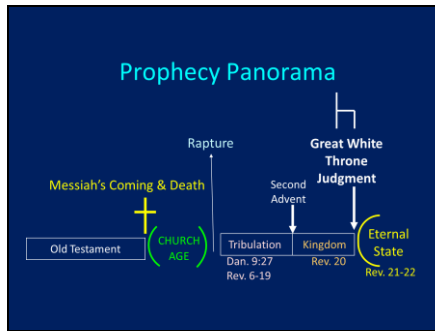 Prophecy Panorama
Rapture
Great White
Throne
Judgment
Second
Advent
Messiah's Coming & Death
Old Testament
CHURCH
AGE
Tribulation
Kingdom
Eternal
State
Dan. 9:27
Rev. 6-19
Rev. 20
Rev. 21-22